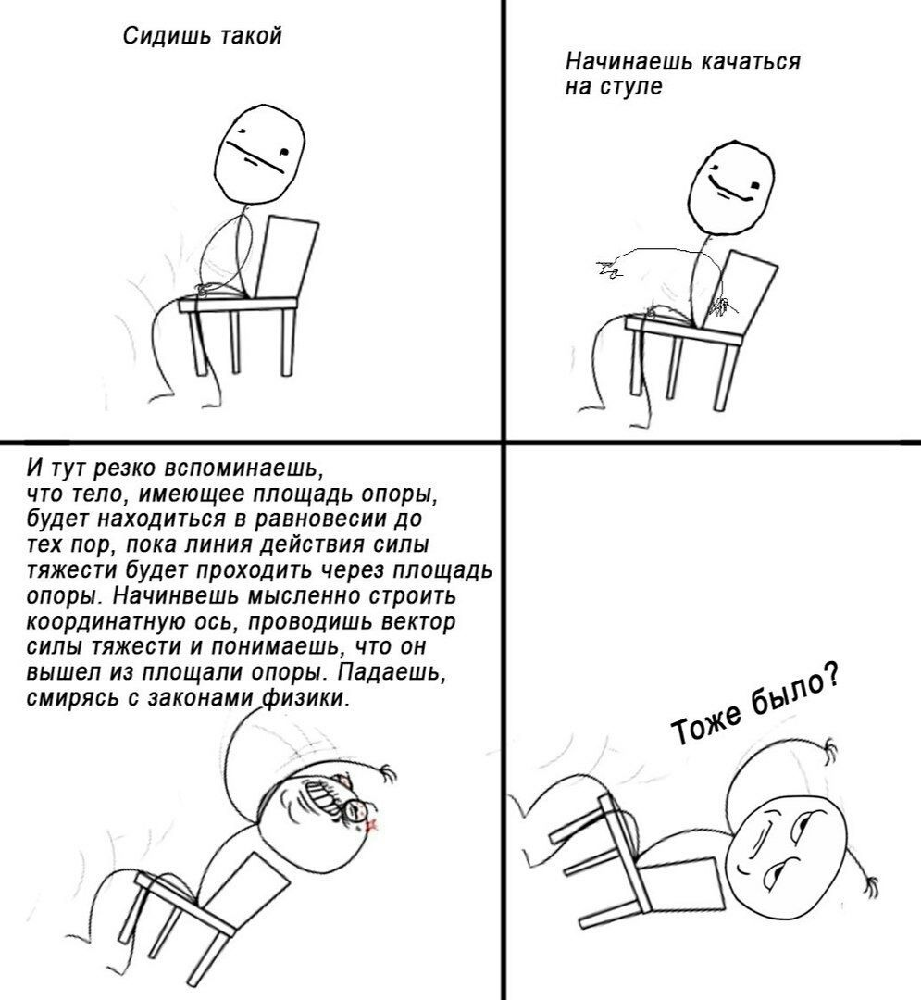 Сидишь такой
Начинаешь качаться
на стуле
И тут резко вспоминаешь,
что тело, имеющее площадь опоры,
будет находиться в равновесии до
тех пор, пока линия действия силы
тяжести будет проходить через площадь
опоры. Начинвешь мысленно строить
координатную ось, проводишь вектор
силы тяжести и понимаешь, что он
вышел из площали опоры. Падаешь,
смирясь с законами физики.
Тоже было?